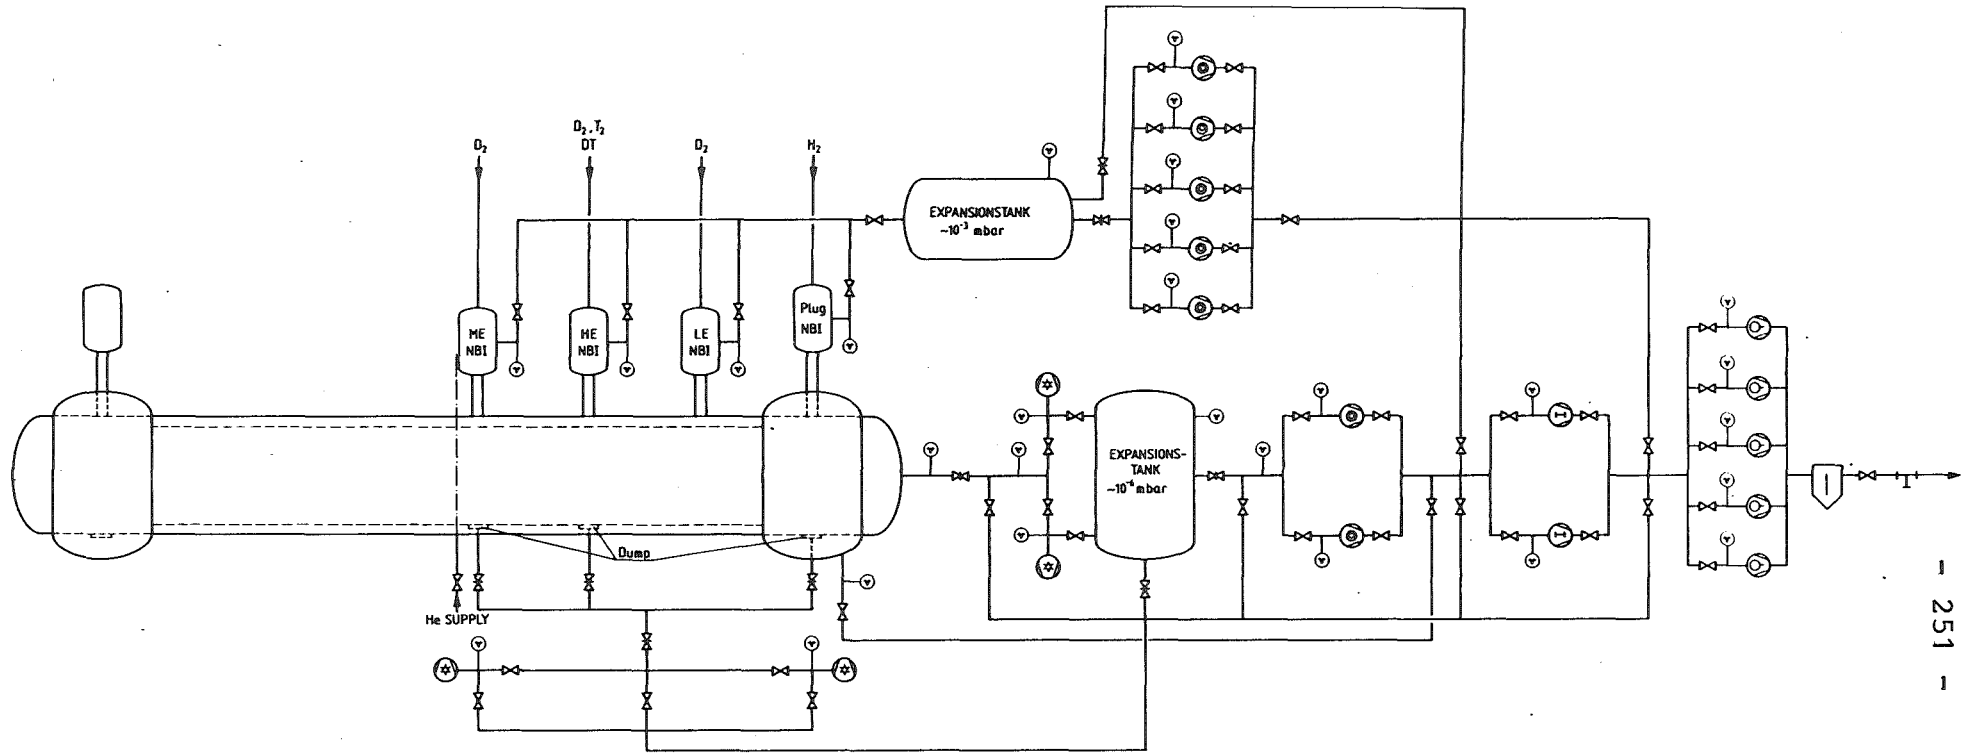 D₂
D₂, T₂
DT
D₂
H₂
EXPANSIONSTANK
~10⁻³ mbar
ME
NBI
HE
NBI
LE
NBI
Plug
NBI
EXPANSIONS-
TANK
~10⁻⁶ mbar
Dump
He SUPPLY
- 251 -